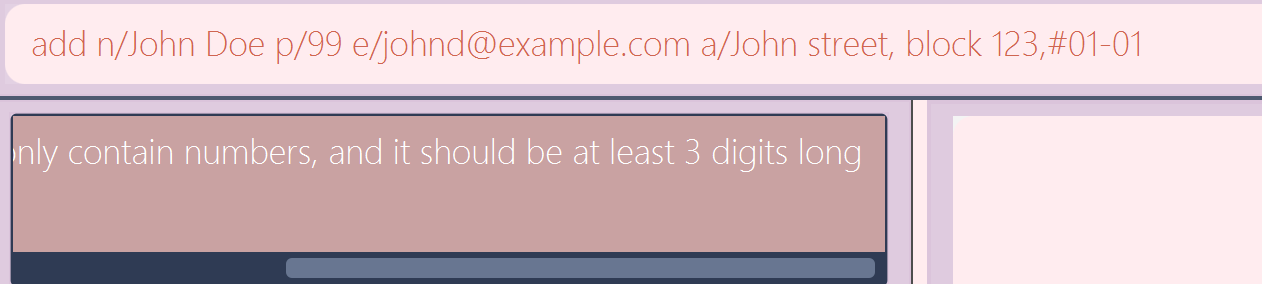 add n/John Doe p/99 e/johnd@example.com a/John street, block 123,#01-01
only contain numbers, and it should be at least 3 digits long